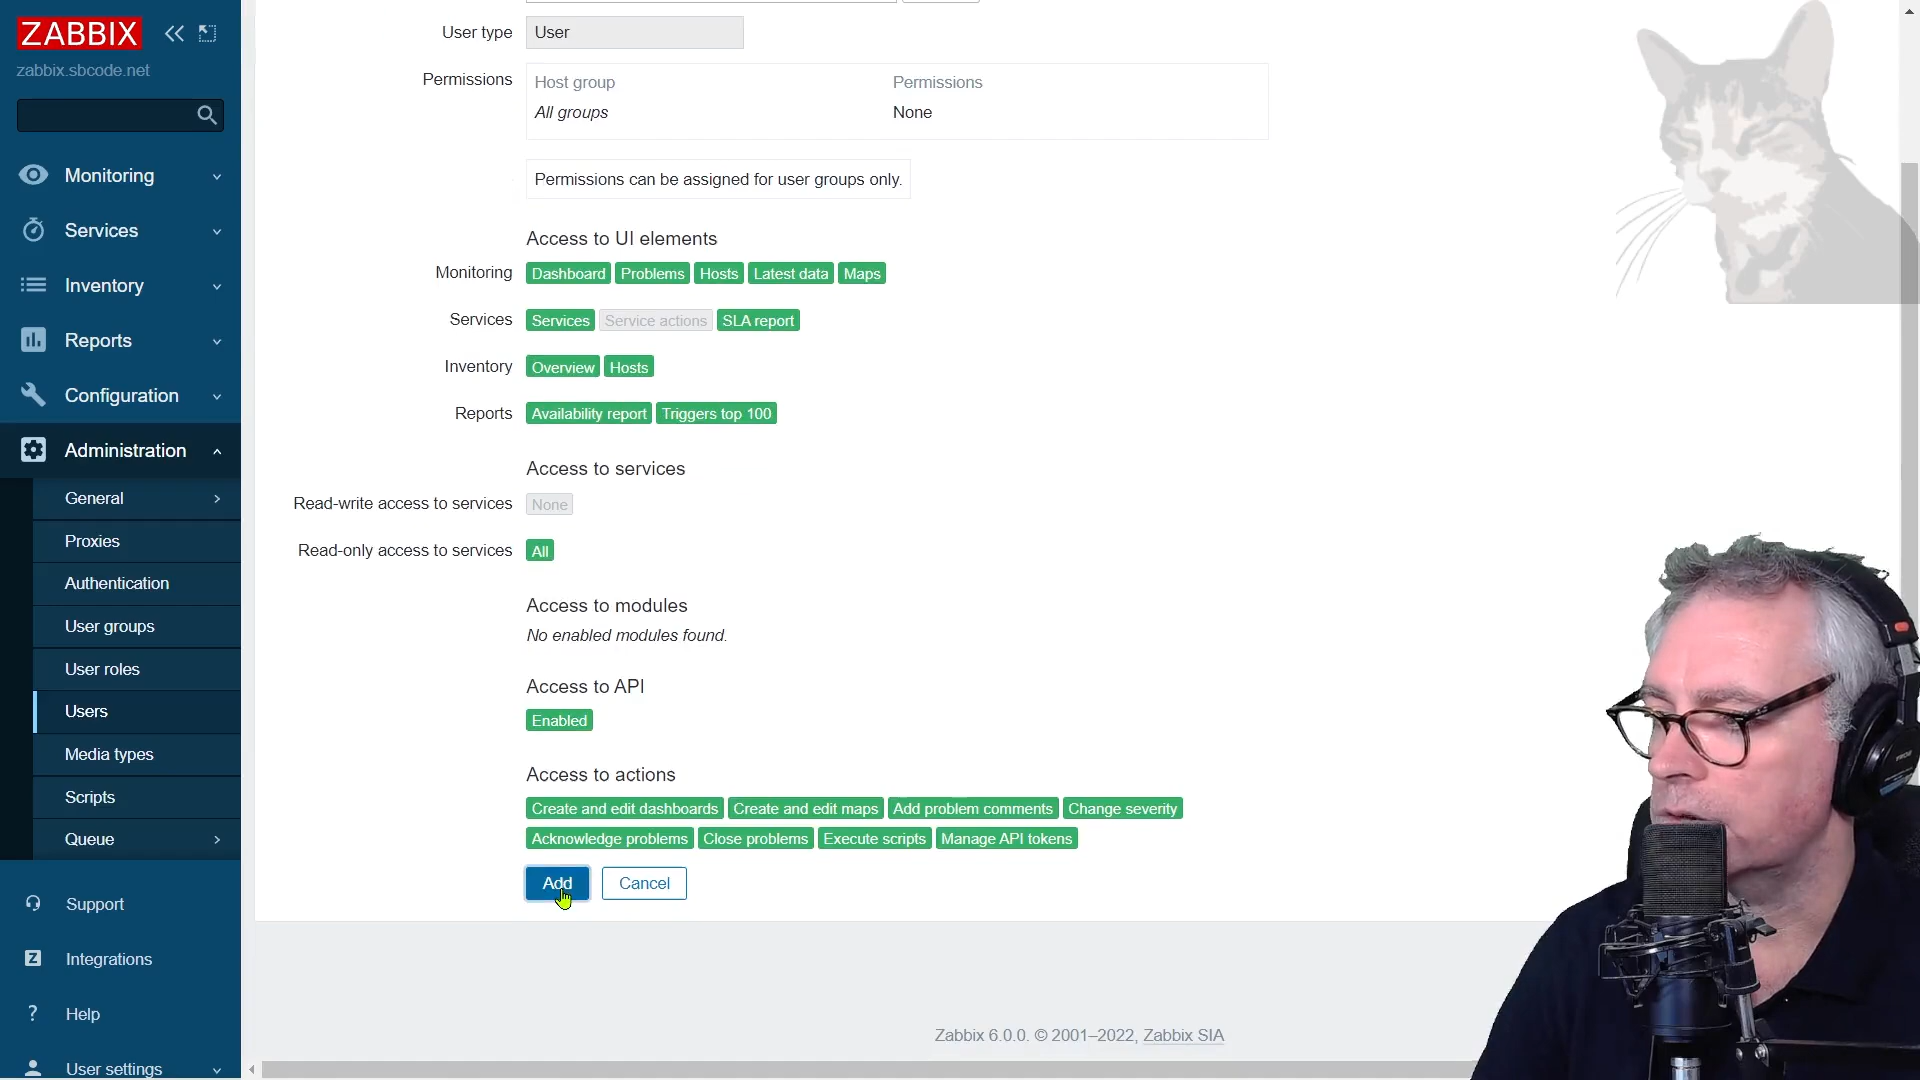 ZABBIX
zabbix.sbcode.net
Monitoring
Services
Inventory
Reports
Configuration
Administration
General
Proxies
Authentication
User groups
User roles
Users
Media types
Scripts
Queue
Support
Integrations
Help
User settings
User type User
Permissions Host group Permissions
All groups None
Permissions can be assigned for user groups only.
Access to UI elements
Monitoring Dashboard Problems Hosts Latest data Maps
Services Services Service actions SLA report
Inventory Overview Hosts
Reports Availability report Triggers top 100
Access to services
Read-write access to services None
Read-only access to services All
Access to modules
No enabled modules found.
Access to API
Enabled
Access to actions
Create and edit dashboards Create and edit maps Add problem comments Change severity
Acknowledge problems Close problems Execute scripts Manage API tokens
Add Cancel
Zabbix 6.0.0. © 2001–2022, Zabbix SIA